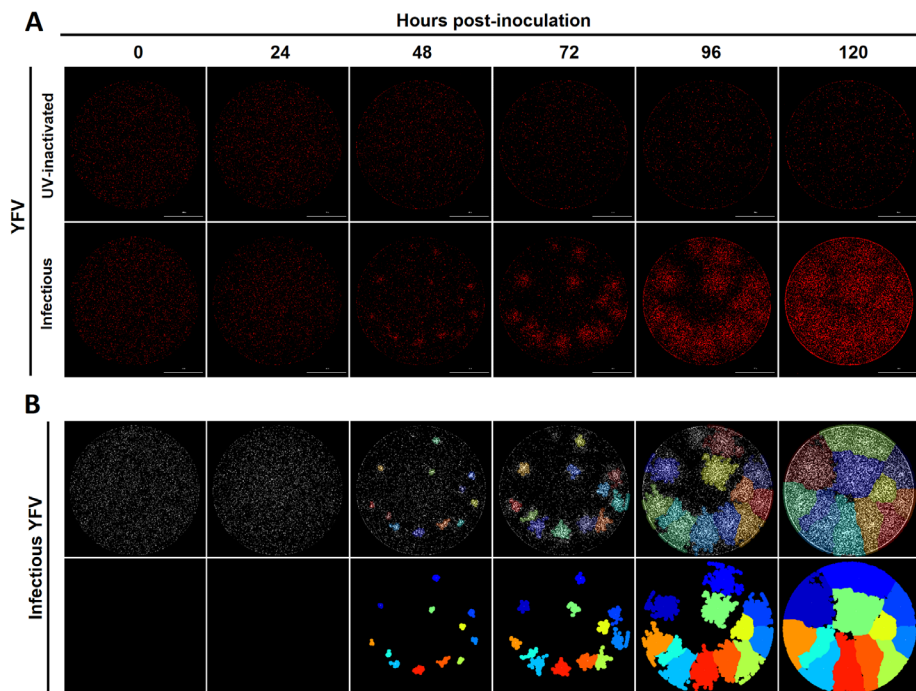 A
Hours post-inoculation
0 24 48 72 96 120
YFV
UV-inactivated
Infectious
B
Infectious YFV